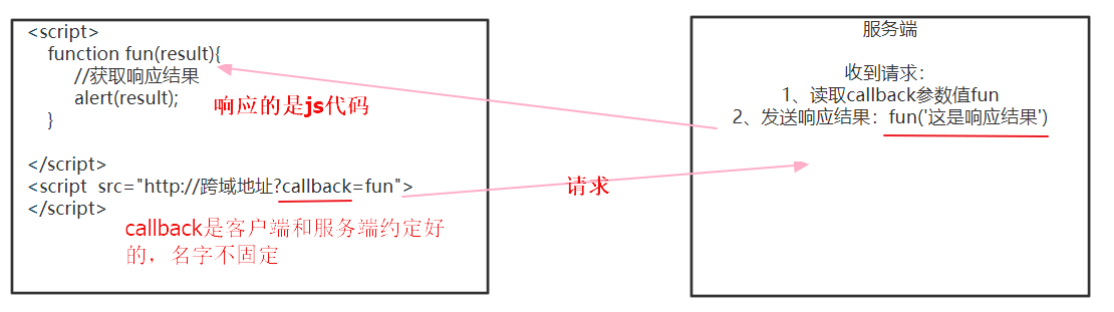 <script>
function fun(result){
//获取响应结果
alert(result);
}
</script>
<script src="http://跨域地址?callback=fun">
</script>
callback是客户端和服务端约定好
的，名字不固定
响应的是js代码
请求
服务端
收到请求：
1、读取callback参数值fun
2、发送响应结果：fun('这是响应结果')